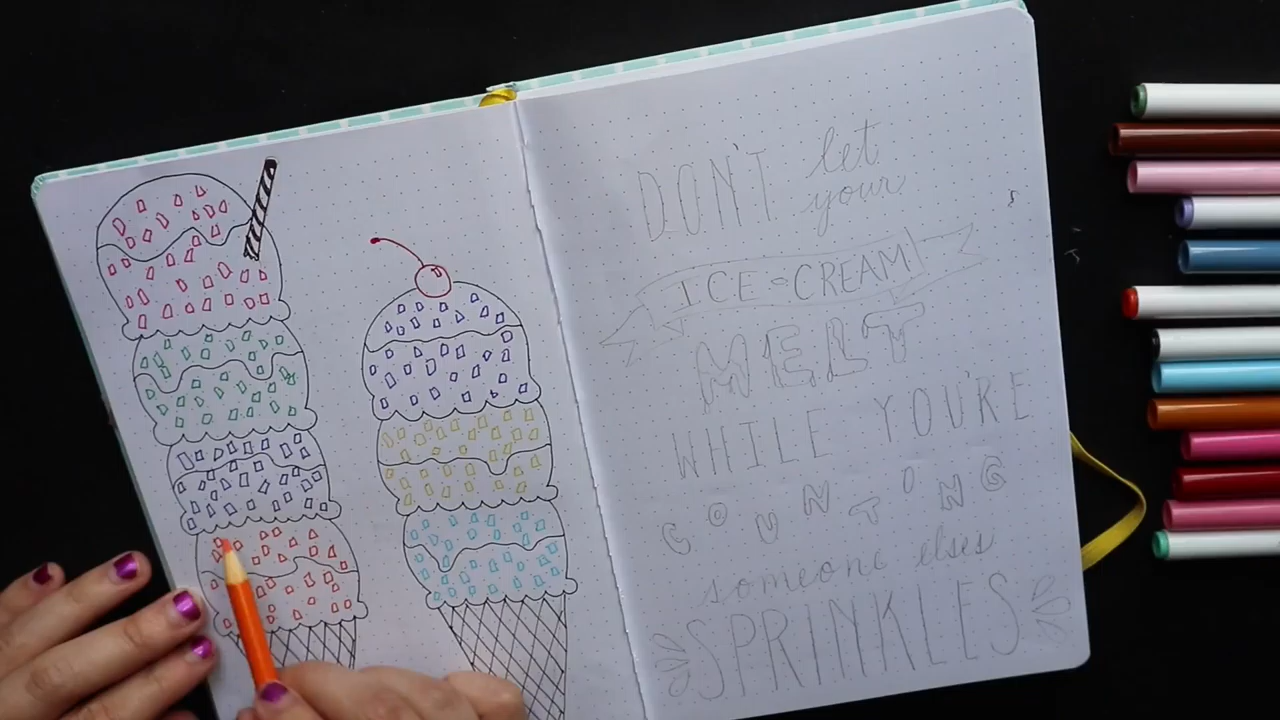 DON'T let
your
ICE-CREAM
MELT
WHILE YOU'RE
COUNTING
someone elses
SPRINKLES